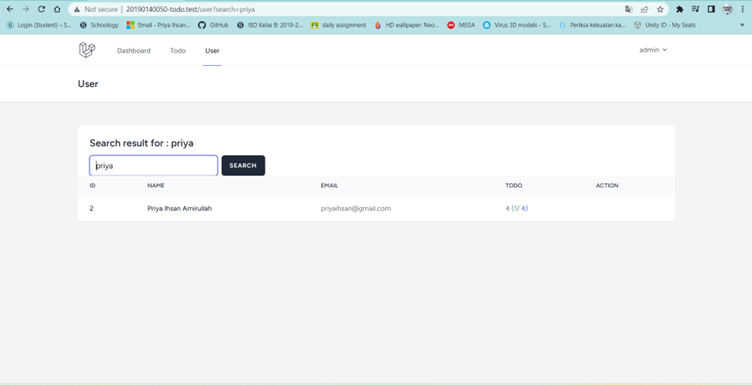 Not secure | 20190140050-todo.test/user?search=priya
Login (Student) – S... Schoology Email - Priya Ihsan... GitHub IBD Kelas B: 2019-2... daily assignment HD wallpaper: Neo... MEGA Virus 3D models - S... Periksa kekuatan ka... Unity ID - My Seats »
Dashboard Todo User admin
User
Search result for : priya
priya SEARCH
ID NAME EMAIL TODO ACTION
2 Priya Ihsan Amirullah priyaihsan@gmail.com 4 (1/ 4)